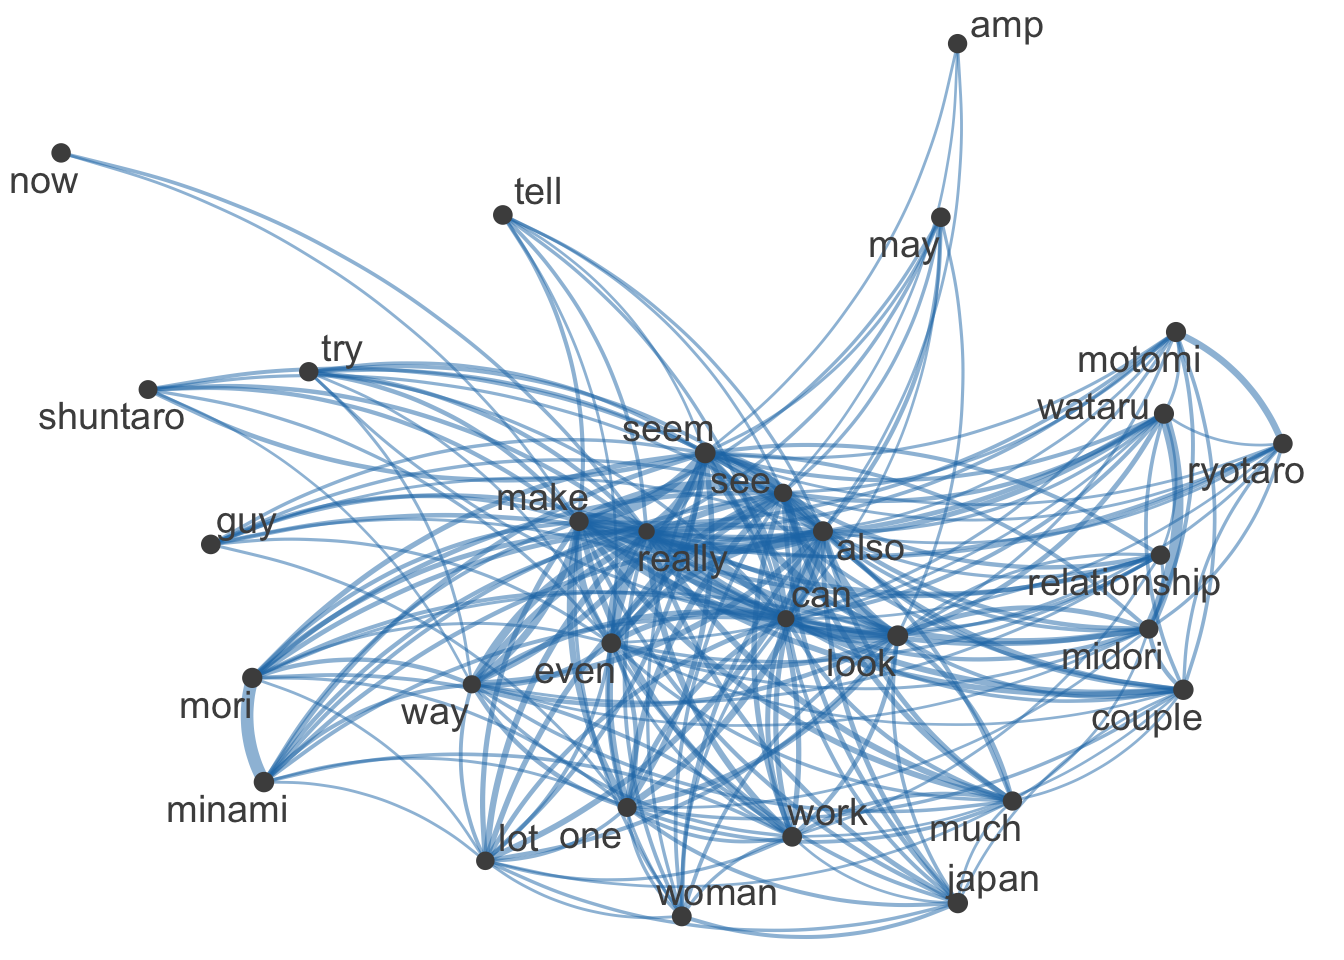 amp
now
tell
may
try
motomi
shuntaro
wataru
seem
ryotaro
see
make
guy
also
really
relationship
can
look
midori
even
mori
way
couple
minami
work
lot
one
much
japan
woman